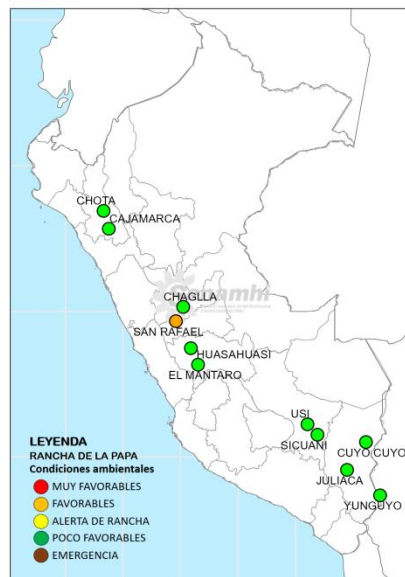 CHOTA
CAJAMARCA
CHAGLLA
Senamhi
SAN RAFAEL
HUASAHUASI
EL MANTARO
USI
SICUANI
CUYO CUYO
JULIACA
YUNGUYO
LEYENDA
RANCHA DE LA PAPA
Condiciones ambientales
MUY FAVORABLES
FAVORABLES
ALERTA DE RANCHA
POCO FAVORABLES
EMERGENCIA